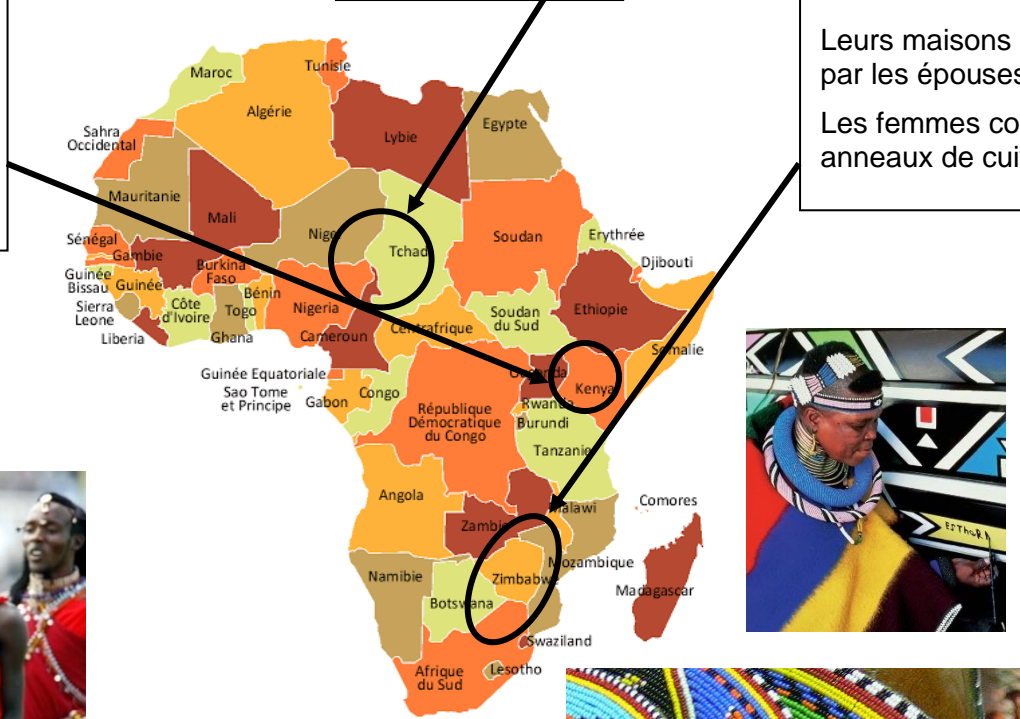 Leurs maisons
par les épouses
Les femmes co
anneaux de cui
Maroc
Tunisie
Algérie
Lybie
Egypte
Sahra
Occidental
Mauritanie
Mali
Niger
Tchad
Soudan
Erythrée
Djibouti
Sénégal
Gambie
Guinée
Bissau
Guinée
Burkina
Faso
Bénin
Sierra
Leone
Côte
d'Ivoire
Togo
Nigeria
Liberia
Ghana
Cameroun
Centrafrique
Soudan
du Sud
Ethiopie
Somalie
Guinée Equatoriale
Sao Tome
et Principe
Gabon
Congo
Ouganda
Kenya
Rwanda
Burundi
République
Démocratique
du Congo
Tanzanie
Angola
Zambie
Malawi
Comores
Mozambique
Namibie
Zimbabwe
Botswana
Madagascar
Swaziland
Lesotho
Afrique
du Sud
ESTHER